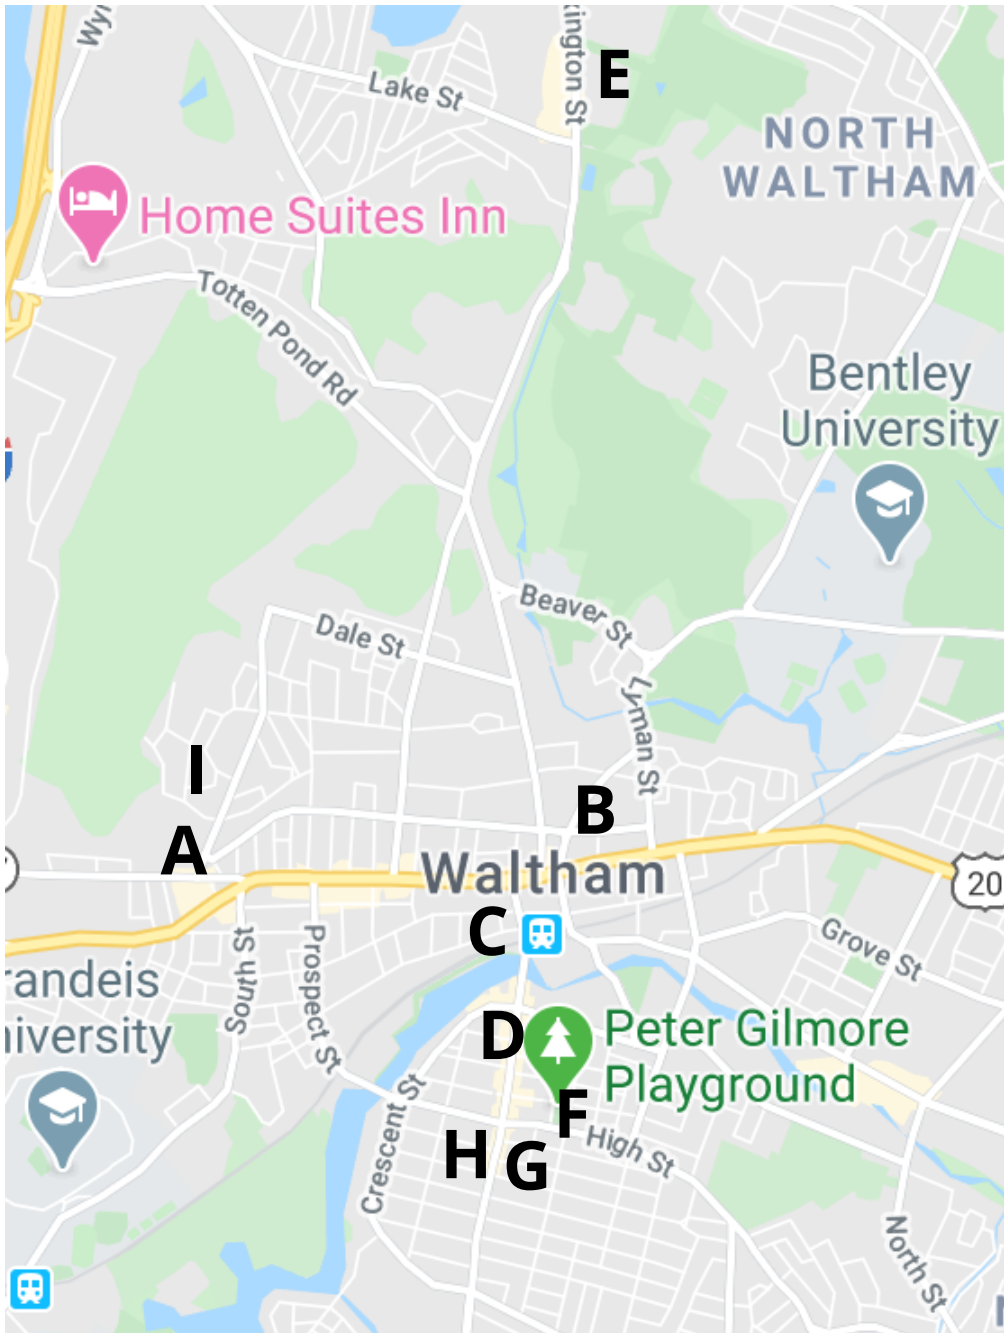 Wyn
kington St
E
Lake St
NORTH
WALTHAM
Home Suites Inn
Totten Pond Rd
Bentley
University
Beaver St
Dale St
Lyman St
I
B
A
Waltham
20
C
Grove St
South St
Prospect St
randeis
niversity
D
Peter Gilmore
Playground
Crescent St
F
High St
H
G
North St